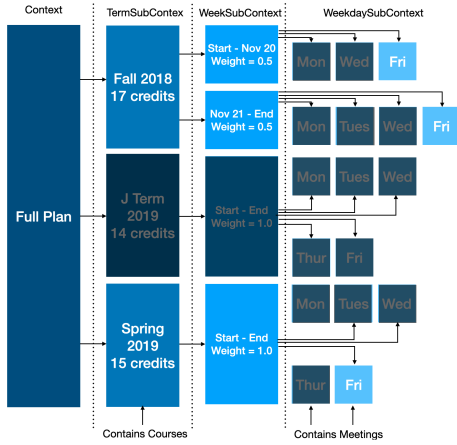 Context
TermSubContex
WeekSubContext
WeekdaySubContext
Full Plan
Fall 2018
17 credits
Start - Nov 20
Weight = 0.5
Mon
Wed
Fri
Nov 21 - End
Weight = 0.5
Mon
Tues
Wed
Fri
J Term
2019
14 credits
Start - End
Weight = 1.0
Mon
Tues
Wed
Thur
Fri
Spring
2019
15 credits
Start - End
Weight = 1.0
Mon
Tues
Wed
Thur
Fri
Contains Courses
Contains Meetings